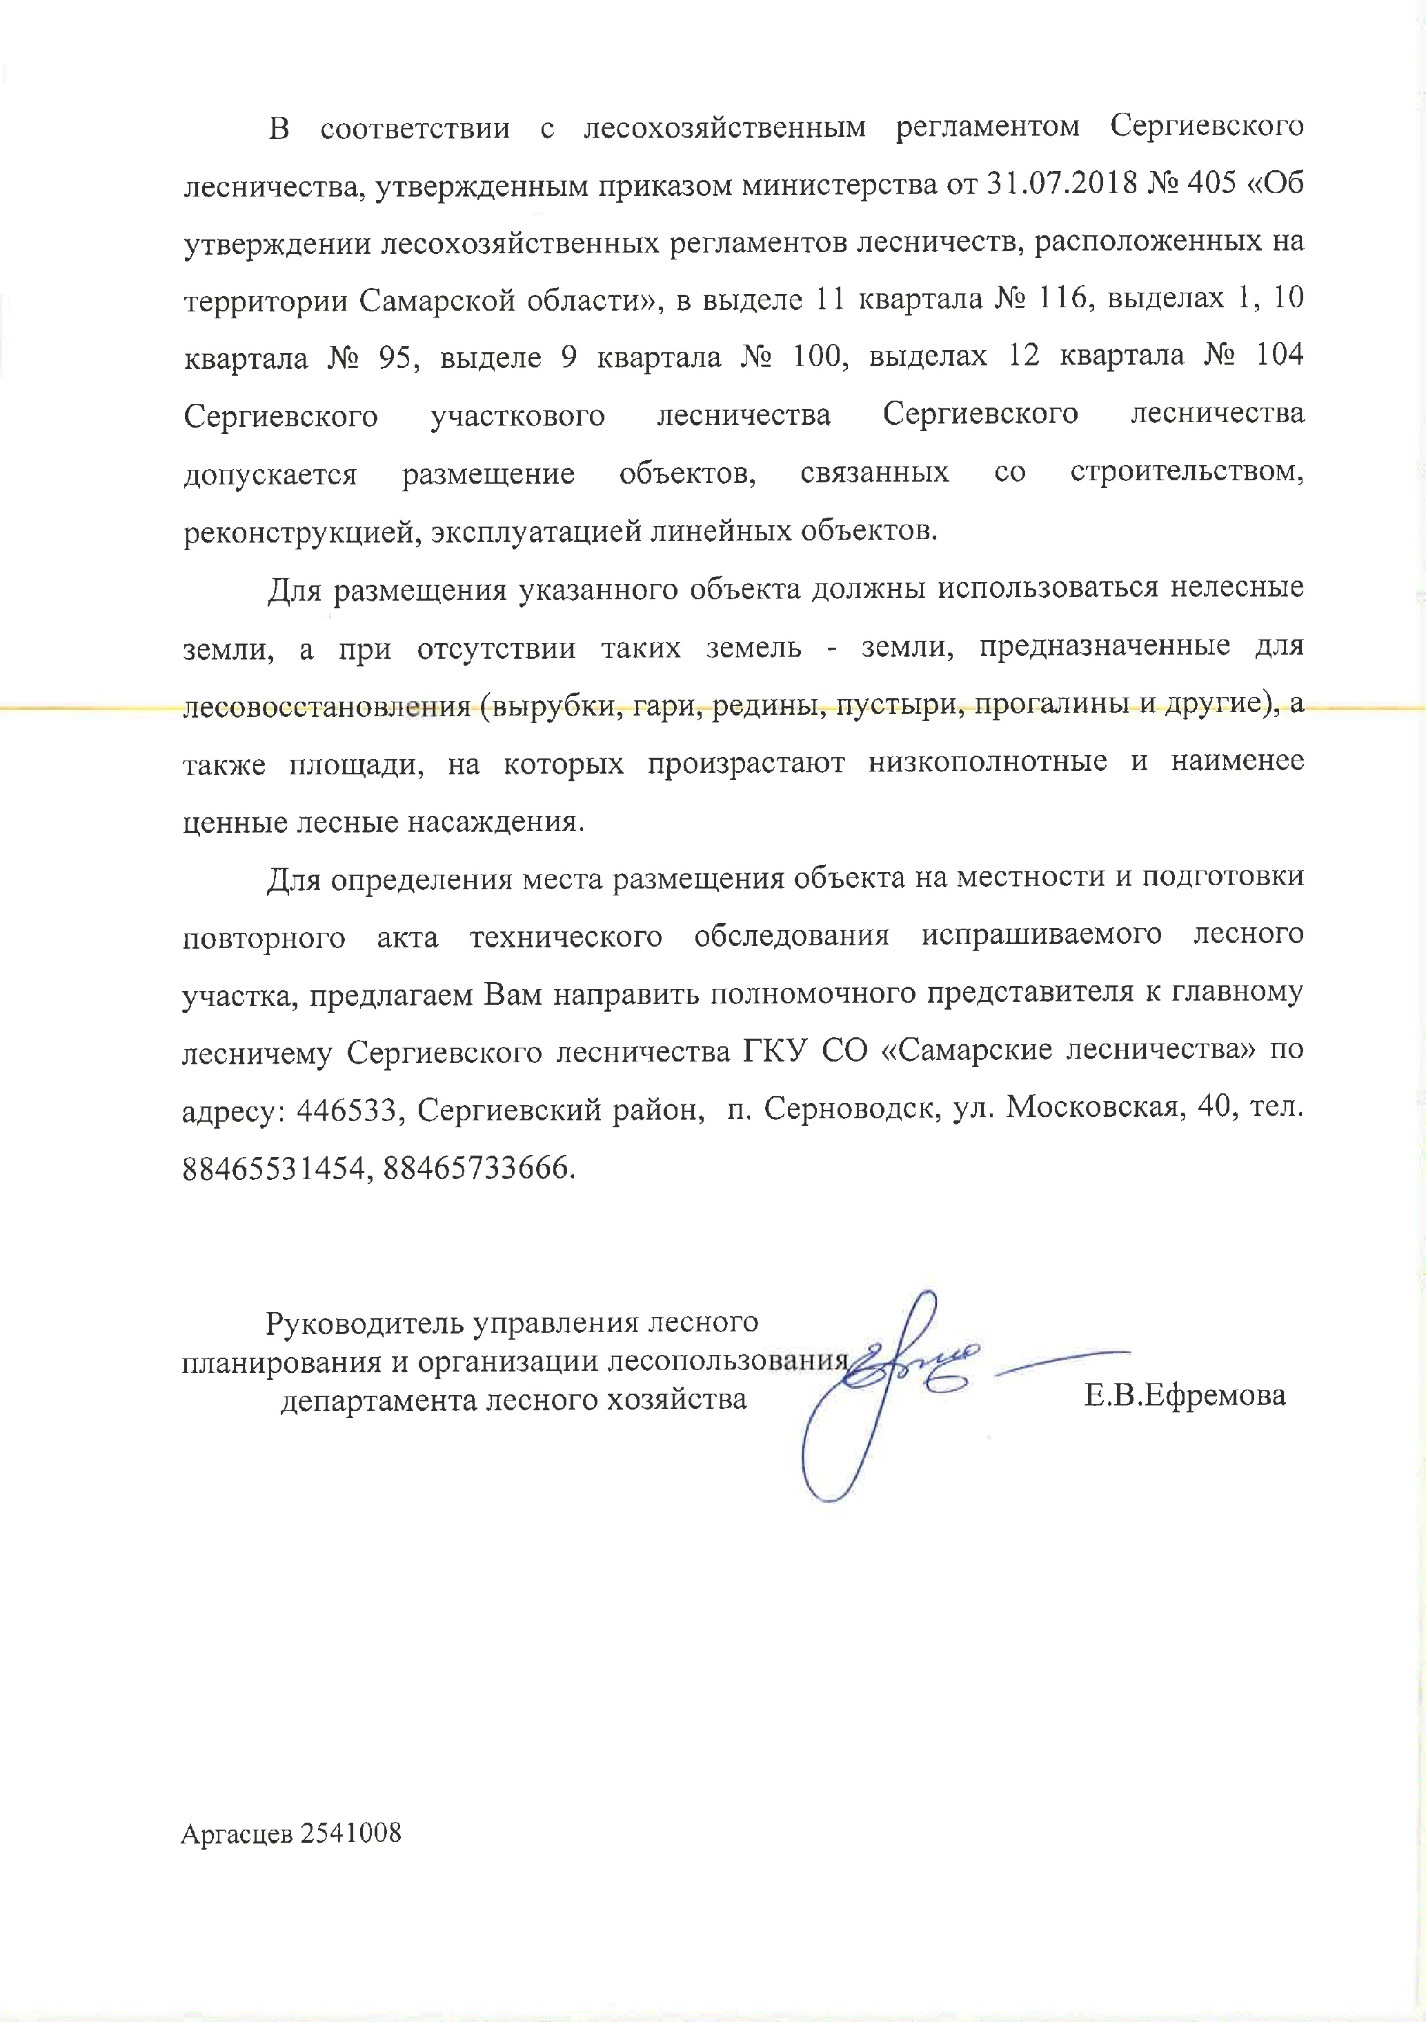 В соответствии с лесохозяйственным регламентом Сергиевского
лесничества, утвержденным приказом министерства от 31.07.2018 № 405 «Об
утверждении лесохозяйственных регламентов лесничеств, расположенных на
территории Самарской области», в выделе 11 квартала № 116, выделах 1, 10
квартала № 95, выделе 9 квартала № 100, выделах 12 квартала № 104
Сергиевского участкового лесничества Сергиевского лесничества
допускается размещение объектов, связанных со строительством,
реконструкцией, эксплуатацией линейных объектов.
Для размещения указанного объекта должны использоваться нелесные
земли, а при отсутствии таких земель - земли, предназначенные для
лесовосстановления (вырубки, гари, редины, пустыри, прогалины и другие), а
также площади, на которых произрастают низкополнотные и наименее
ценные лесные насаждения.
Для определения места размещения объекта на местности и подготовки
повторного акта технического обследования испрашиваемого лесного
участка, предлагаем Вам направить полномочного представителя к главному
лесничему Сергиевского лесничества ГКУ СО «Самарские лесничества» по
адресу: 446533, Сергиевский район, п. Серноводск, ул. Московская, 40, тел.
88465531454, 88465733666.
Руководитель управления лесного
планирования и организации лесопользования
департамента лесного хозяйства
Е.В.Ефремова
Аргасцев 2541008